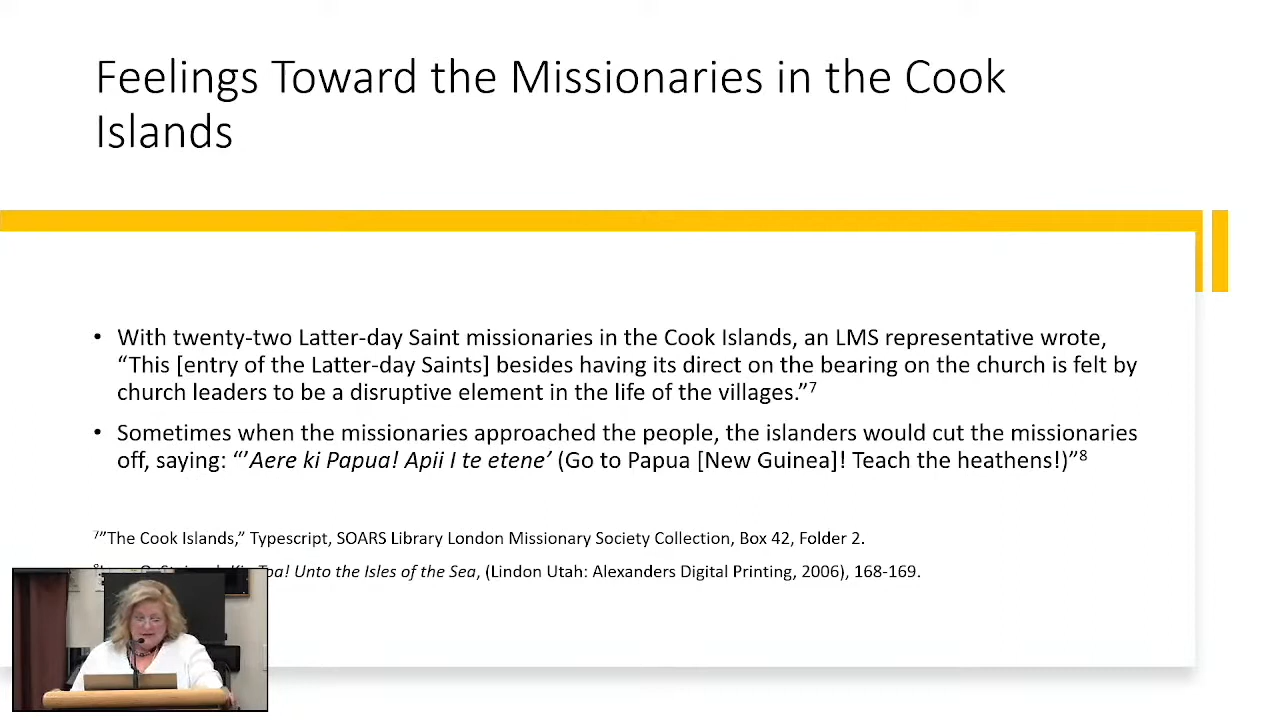 Feelings Toward the Missionaries in the Cook
Islands
• With twenty-two Latter-day Saint missionaries in the Cook Islands, an LMS representative wrote,
“This [entry of the Latter-day Saints] besides having its direct on the bearing on the church is felt by
church leaders to be a disruptive element in the life of the villages.”⁷
• Sometimes when the missionaries approached the people, the islanders would cut the missionaries
off, saying: “‘Aere ki Papua! Apii I te etene’ (Go to Papua [New Guinea]! Teach the heathens!)”⁸
⁷”The Cook Islands,” Typescript, SOARS Library London Missionary Society Collection, Box 42, Folder 2.
Toa! Unto the Isles of the Sea, (Lindon Utah: Alexanders Digital Printing, 2006), 168-169.